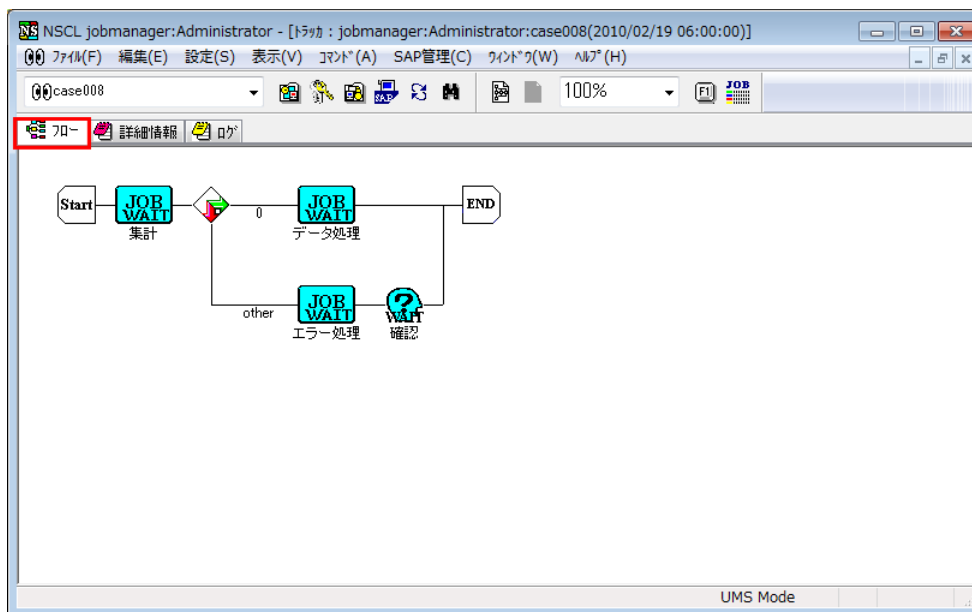 NS NSCL jobmanager:Administrator - [トラッカ : jobmanager:Administrator:case008(2010/02/19 06:00:00)]
ファイル(F) 編集(E) 設定(S) 表示(V) コマンド(A) SAP管理(C) ウィンドウ(W) ヘルプ(H)
case008 SAP 100% F1 JOB
フロー 詳細情報 ログ
Start JOB WAIT 0 JOB WAIT END
集計 データ処理
other JOB WAIT ? WAIT
エラー処理 確認
UMS Mode